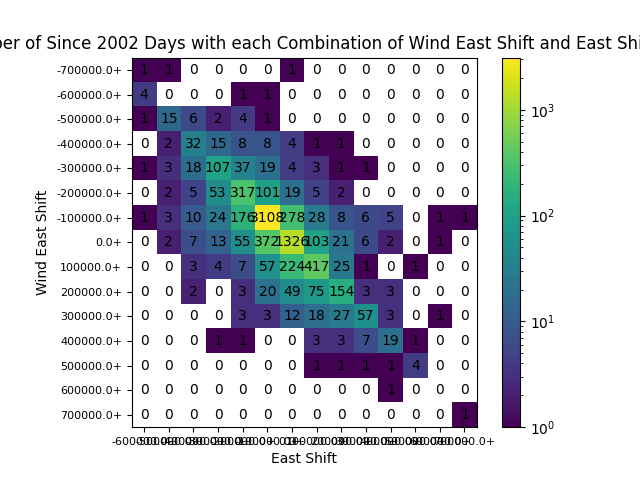 ber of Since 2002 Days with each Combination of Wind East Shift and East Shi
-700000.0+ 1 1 0 0 0 0 1 0 0 0 0 0 0 0
-600000.0+ 4 0 0 0 1 1 0 0 0 0 0 0 0 0
-500000.0+ 1 15 6 2 4 1 0 0 0 0 0 0 0 0
-400000.0+ 0 2 32 15 8 8 4 1 1 0 0 0 0 0
-300000.0+ 1 3 18 107 37 19 4 3 1 1 0 0 0 0
-200000.0+ 0 2 5 53 317 101 19 5 2 0 0 0 0 0
-100000.0+ 1 3 10 24 176 3108 278 28 8 6 5 0 1 1
0.0+ 0 2 7 13 55 372 1326 103 21 6 2 0 1 0
100000.0+ 0 0 3 4 7 57 224 417 25 1 0 1 0 0
200000.0+ 0 0 2 0 3 20 49 75 154 3 3 0 0 0
300000.0+ 0 0 0 0 3 3 12 18 27 57 3 0 1 0
400000.0+ 0 0 0 1 1 0 0 3 3 7 19 1 0 0
500000.0+ 0 0 0 0 0 0 0 1 1 1 1 4 0 0
600000.0+ 0 0 0 0 0 0 0 0 0 0 1 0 0 0
700000.0+ 0 0 0 0 0 0 0 0 0 0 0 0 0 1
Wind East Shift
East Shift
10³
10²
10¹
10⁰